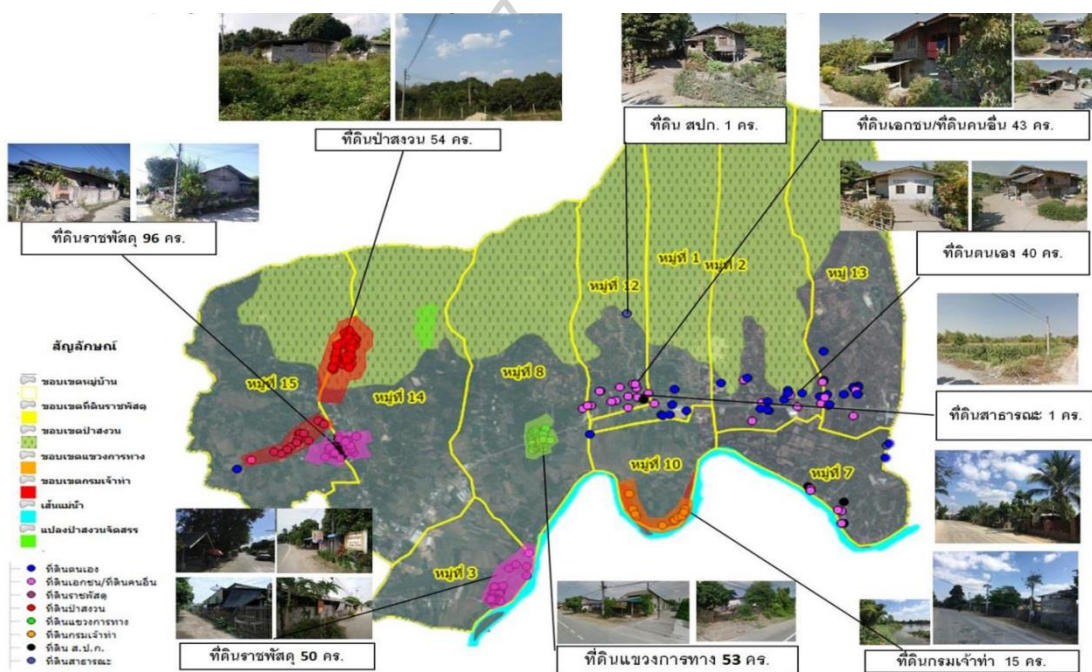 ที่ดินป่าสงวน 54 คร.
ที่ดิน สปก. 1 คร.
ที่ดินเอกชน/ที่ดินคนอื่น 43 คร.
ที่ดินราชพัสดุ 96 คร.
ที่ดินตนเอง 40 คร.
หมู่ที่ 1
หมู่ที่ 2
หมู่ที่ 12
หมู่ 13
หมู่ที่ 15
หมู่ที่ 14
หมู่ที่ 8
หมู่ที่ 10
หมู่ที่ 7
หมู่ที่ 3
ที่ดินสาธารณะ 1 คร.
สัญลักษณ์
ขอบเขตหมู่บ้าน
ขอบเขตที่ดินราชพัสดุ
ขอบเขตป่าสงวน
ขอบเขตแขวงการทาง
ขอบเขตกรมเจ้าท่า
เส้นแม่น้ำ
แปลงป่าสงวนจัดสรร
ที่ดินตนเอง
ที่ดินเอกชน/ที่ดินคนอื่น
ที่ดินราชพัสดุ
ที่ดินป่าสงวน
ที่ดินแขวงการทาง
ที่ดินกรมเจ้าท่า
ที่ดิน ส.ป.ก.
ที่ดินสาธารณะ
ที่ดินราชพัสดุ 50 คร.
ที่ดินแขวงการทาง 53 คร.
ที่ดินกรมเจ้าท่า 15 คร.